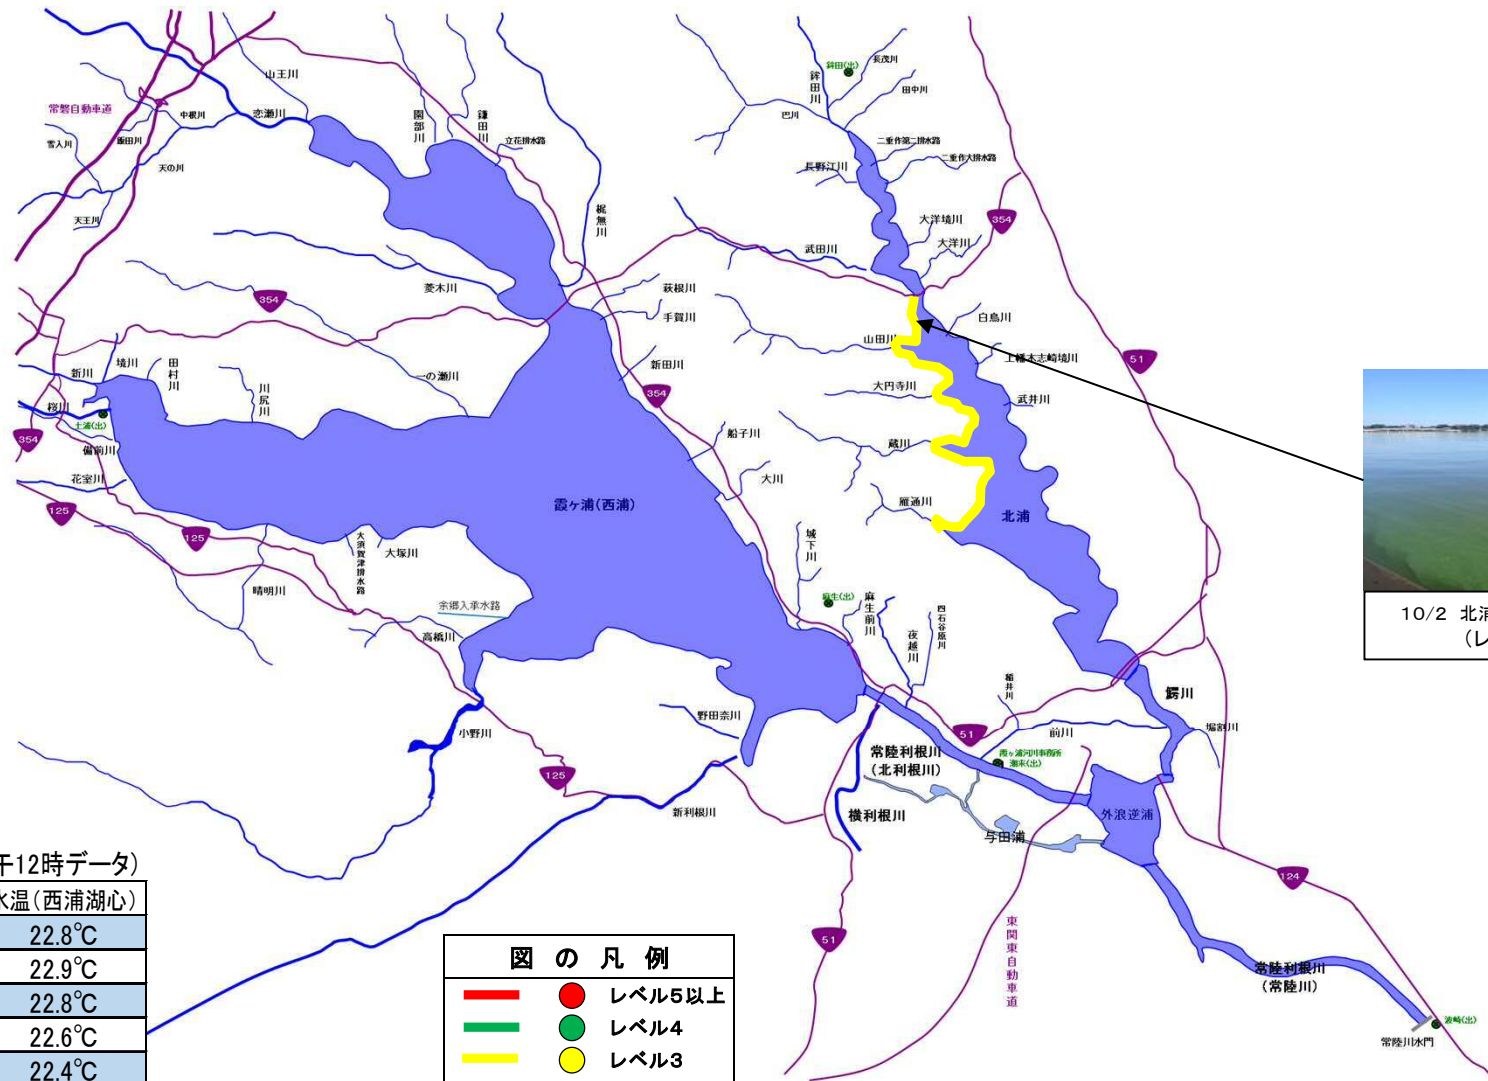 山王川
常磐自動車道
中根川
恋瀬川
雪入川
飯田川
天の川
天王川
園部川
鎌田川
立花排水路
梶無川
鉾田(出)
長茂川
鉾田川
田中川
巴川
二重作第二排水路
二重作大排水路
長野江川
大洋境川
大洋川
354
武田川
菱木川
萩根川
手賀川
354
白鳥川
山田川
上幡木志崎境川
51
新川
境川
田村川
川尻川
一の瀬川
新田川
354
大円寺川
武井川
桜川
土浦(出)
354
備前川
船子川
蔵川
花室川
大川
125
霞ヶ浦(西浦)
雁通川
北浦
125
大須賀津排水路
大塚川
城下川
晴明川
余郷入承水路
高橋川
麻生(出)
麻生前川
夜越川
四石谷原川
10/2 北浦
(レ
稲井川
鰐川
野田奈川
小野川
51
前川
堀割川
常陸利根川
(北利根川)
霞ヶ浦河川事務所
潮来(出)
125
新利根川
横利根川
与田浦
外浪逆浦
124
午12時データ)
水温(西浦湖心)
22.8℃
22.9℃
22.8℃
22.6℃
22.4℃
51
東関東自動車道
図の凡例
レベル5以上
レベル4
レベル3
常陸利根川
(常陸川)
波崎(出)
常陸川水門